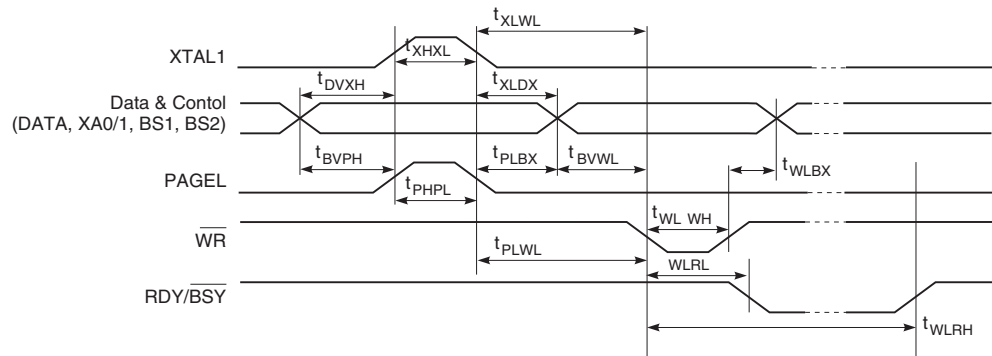 tXLWL
XTAL1
tXHXL
tDVXH
tXLDX
Data & Contol
(DATA, XA0/1, BS1, BS2)
tBVPH
tPLBX
tBVWL
tWLBX
PAGEL
tPHPL
tWL WH
WR
tPLWL
WLRL
RDY/BSY
tWLRH